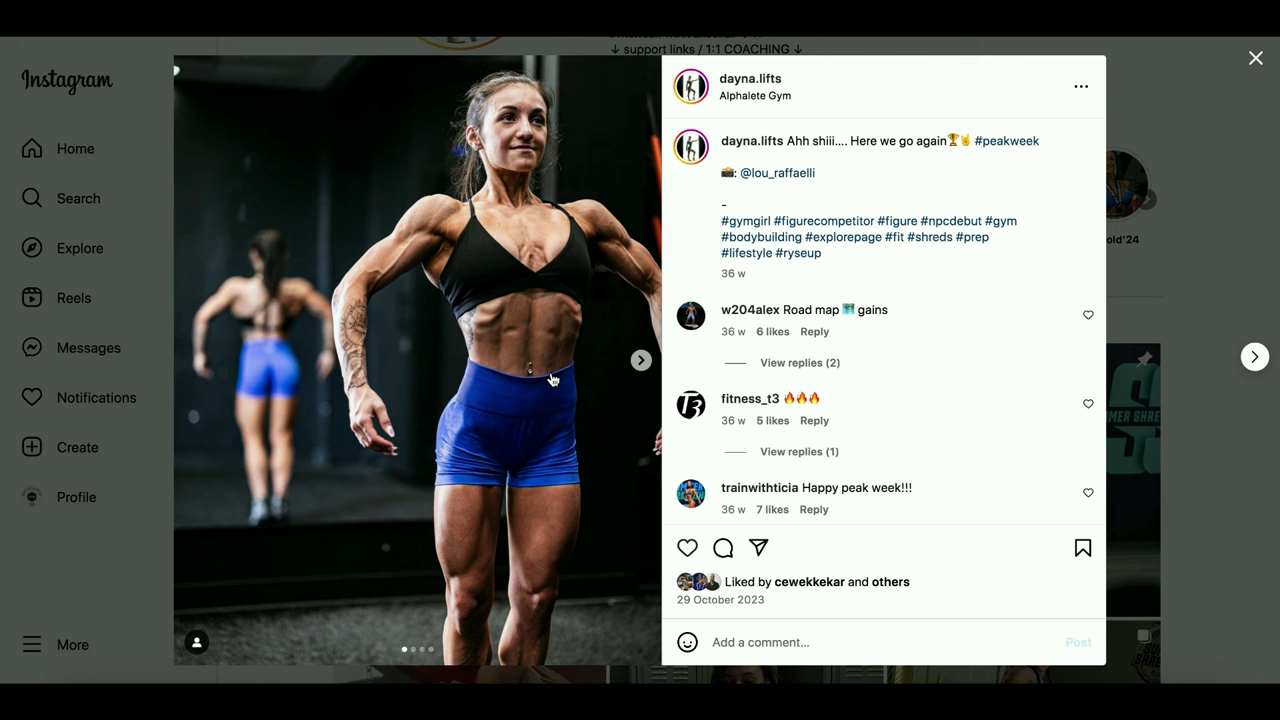 ↓ support links / 1:1 COACHING ↓
Instagram
Home
Search
Explore
Reels
Messages
Notifications
Create
Profile
More
dayna.lifts
Alphalete Gym
dayna.lifts Ahh shiii.... Here we go again🏆🤘 #peakweek
📸: @lou_raffaelli
-
#gymgirl #figurecompetitor #figure #npcdebut #gym
#bodybuilding #explorepage #fit #shreds #prep
#lifestyle #ryseup
36 w
w204alex Road map 🗺️ gains
36 w 6 likes Reply
View replies (2)
fitness_t3 🔥🔥🔥
36 w 5 likes Reply
View replies (1)
trainwithticia Happy peak week!!!
36 w 7 likes Reply
Liked by cewekkekar and others
29 October 2023
Add a comment...
Post
old'24